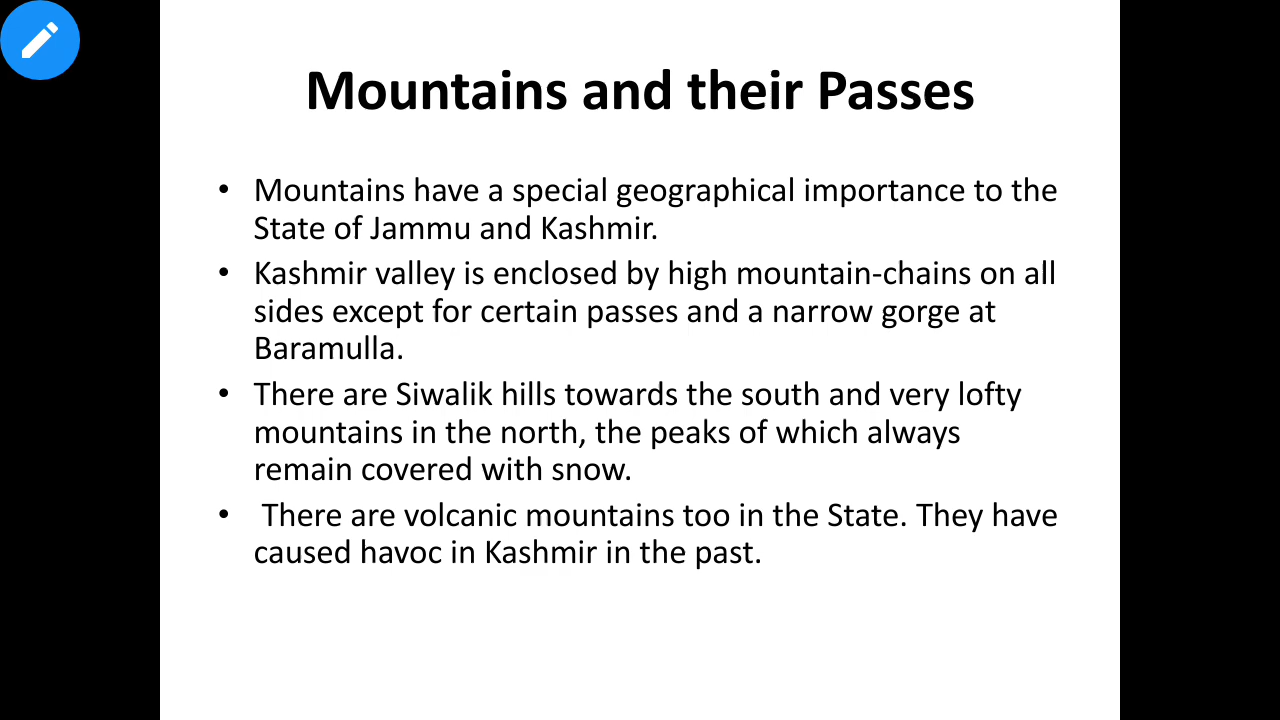 Mountains and their Passes
• Mountains have a special geographical importance to the
State of Jammu and Kashmir.
• Kashmir valley is enclosed by high mountain-chains on all
sides except for certain passes and a narrow gorge at
Baramulla.
• There are Siwalik hills towards the south and very lofty
mountains in the north, the peaks of which always
remain covered with snow.
• There are volcanic mountains too in the State. They have
caused havoc in Kashmir in the past.